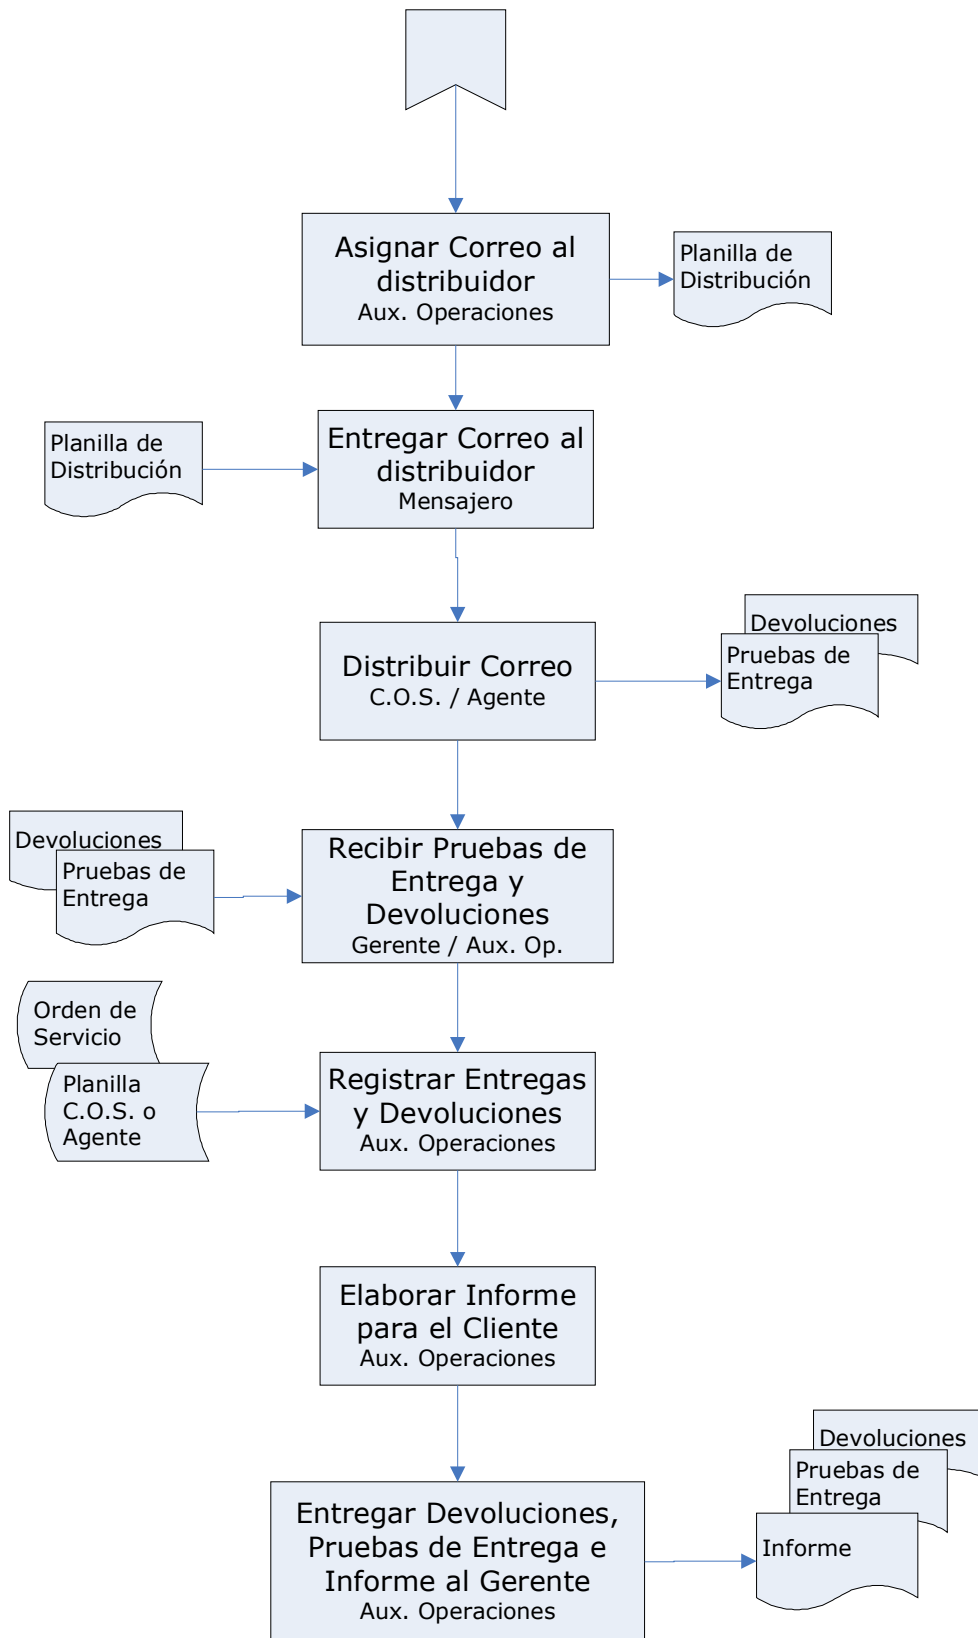 Asignar Correo al
distribuidor
Aux. Operaciones
Planilla de
Distribución
Planilla de
Distribución
Entregar Correo al
distribuidor
Mensajero
Distribuir Correo
C.O.S. / Agente
Devoluciones
Pruebas de
Entrega
Devoluciones
Pruebas de
Entrega
Recibir Pruebas de
Entrega y
Devoluciones
Gerente / Aux. Op.
Orden de
Servicio
Planilla
C.O.S. o
Agente
Registrar Entregas
y Devoluciones
Aux. Operaciones
Elaborar Informe
para el Cliente
Aux. Operaciones
Entregar Devoluciones,
Pruebas de Entrega e
Informe al Gerente
Aux. Operaciones
Devoluciones
Pruebas de
Entrega
Informe